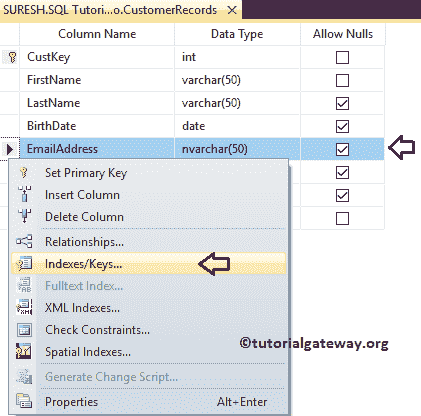 SURESH.SQL Tutori...o.CustomerRecords ×
Column Name Data Type Allow Nulls
CustKey int
FirstName varchar(50)
LastName varchar(50)
BirthDate date
EmailAddress nvarchar(50)
Set Primary Key
Insert Column
Delete Column
Relationships...
Indexes/Keys...
Fulltext Index...
XML Indexes...
Check Constraints...
©tutorialgateway.org
Spatial Indexes...
Generate Change Script...
Properties Alt+Enter